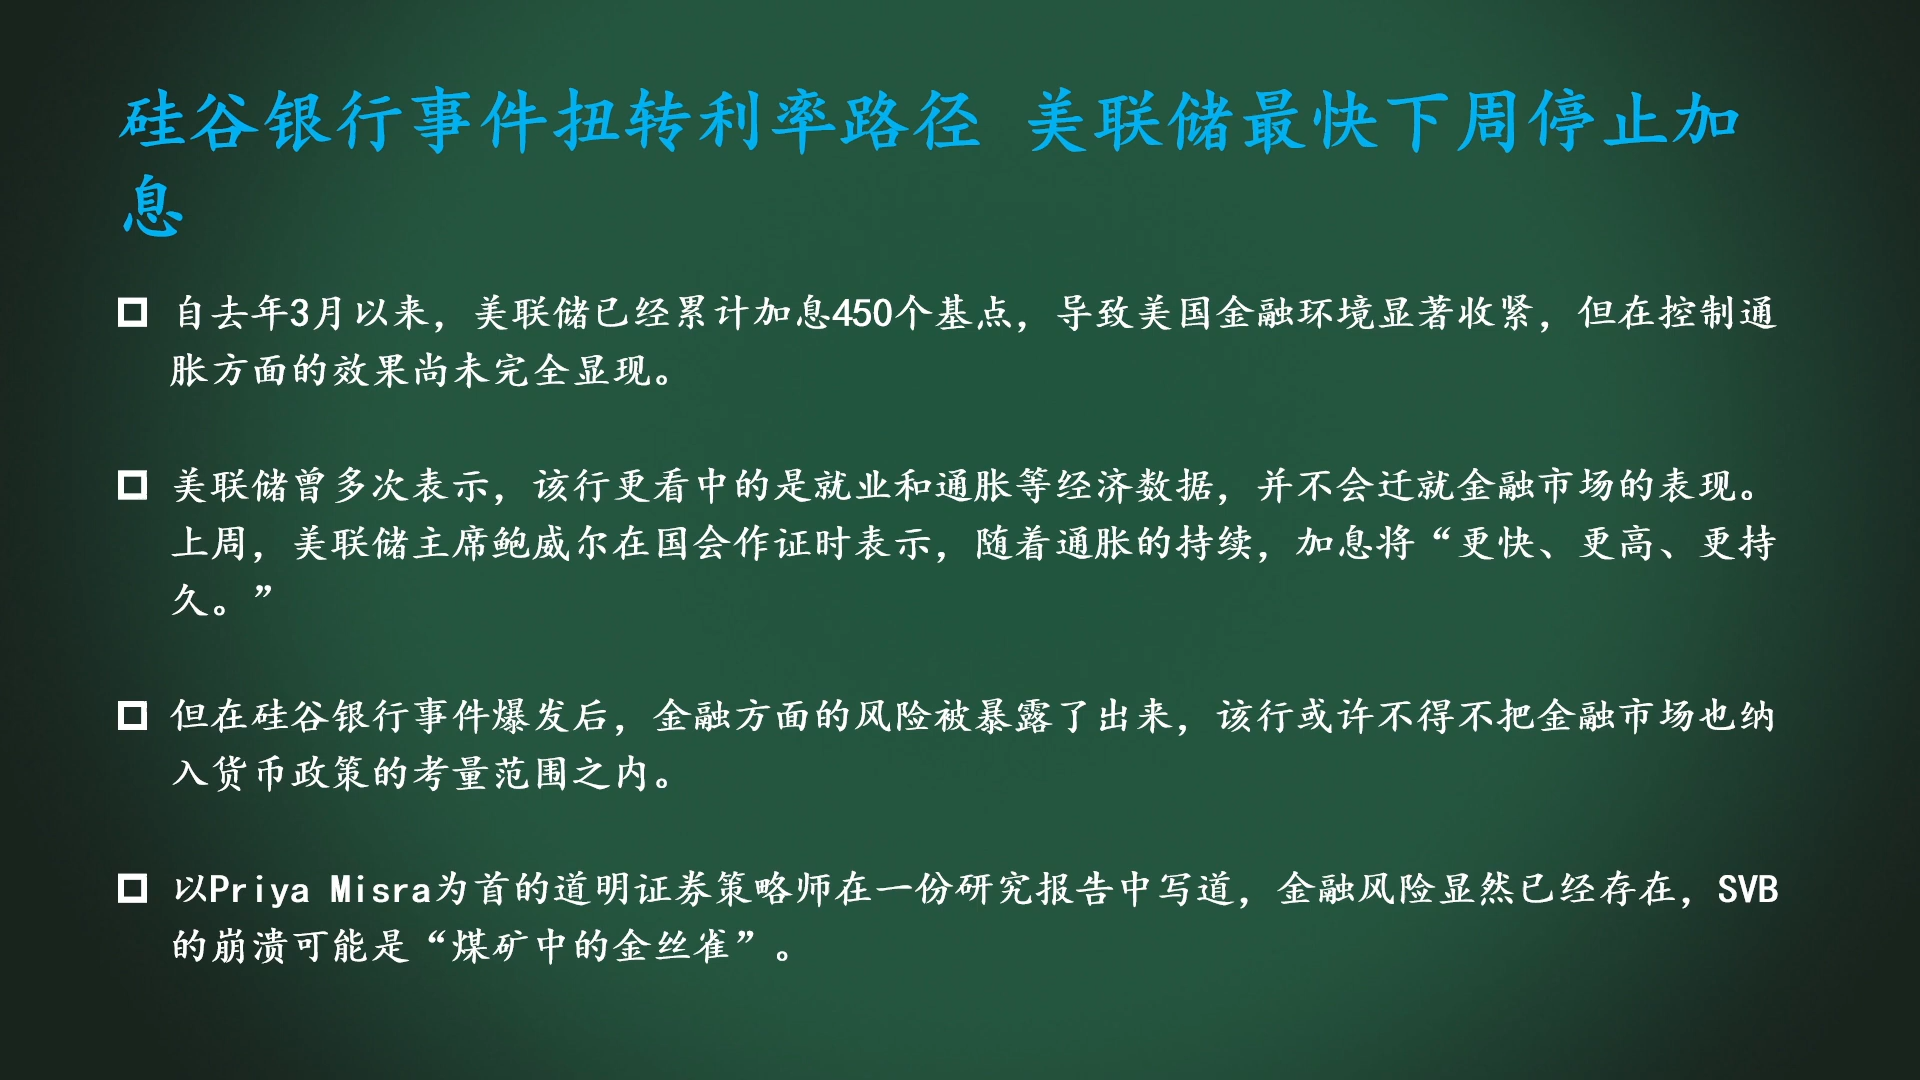 硅谷银行事件扭转利率路径 美联储最快下周停止加
息
自去年3月以来，美联储已经累计加息450个基点，导致美国金融环境显著收紧，但在控制通
胀方面的效果尚未完全显现。
美联储曾多次表示，该行更看中的是就业和通胀等经济数据，并不会迁就金融市场的表现。
上周，美联储主席鲍威尔在国会作证时表示，随着通胀的持续，加息将“更快、更高、更持
久。”
但在硅谷银行事件爆发后，金融方面的风险被暴露了出来，该行或许不得不把金融市场也纳
入货币政策的考量范围之内。
以Priya Misra为首的道明证券策略师在一份研究报告中写道，金融风险显然已经存在，SVB
的崩溃可能是“煤矿中的金丝雀”。